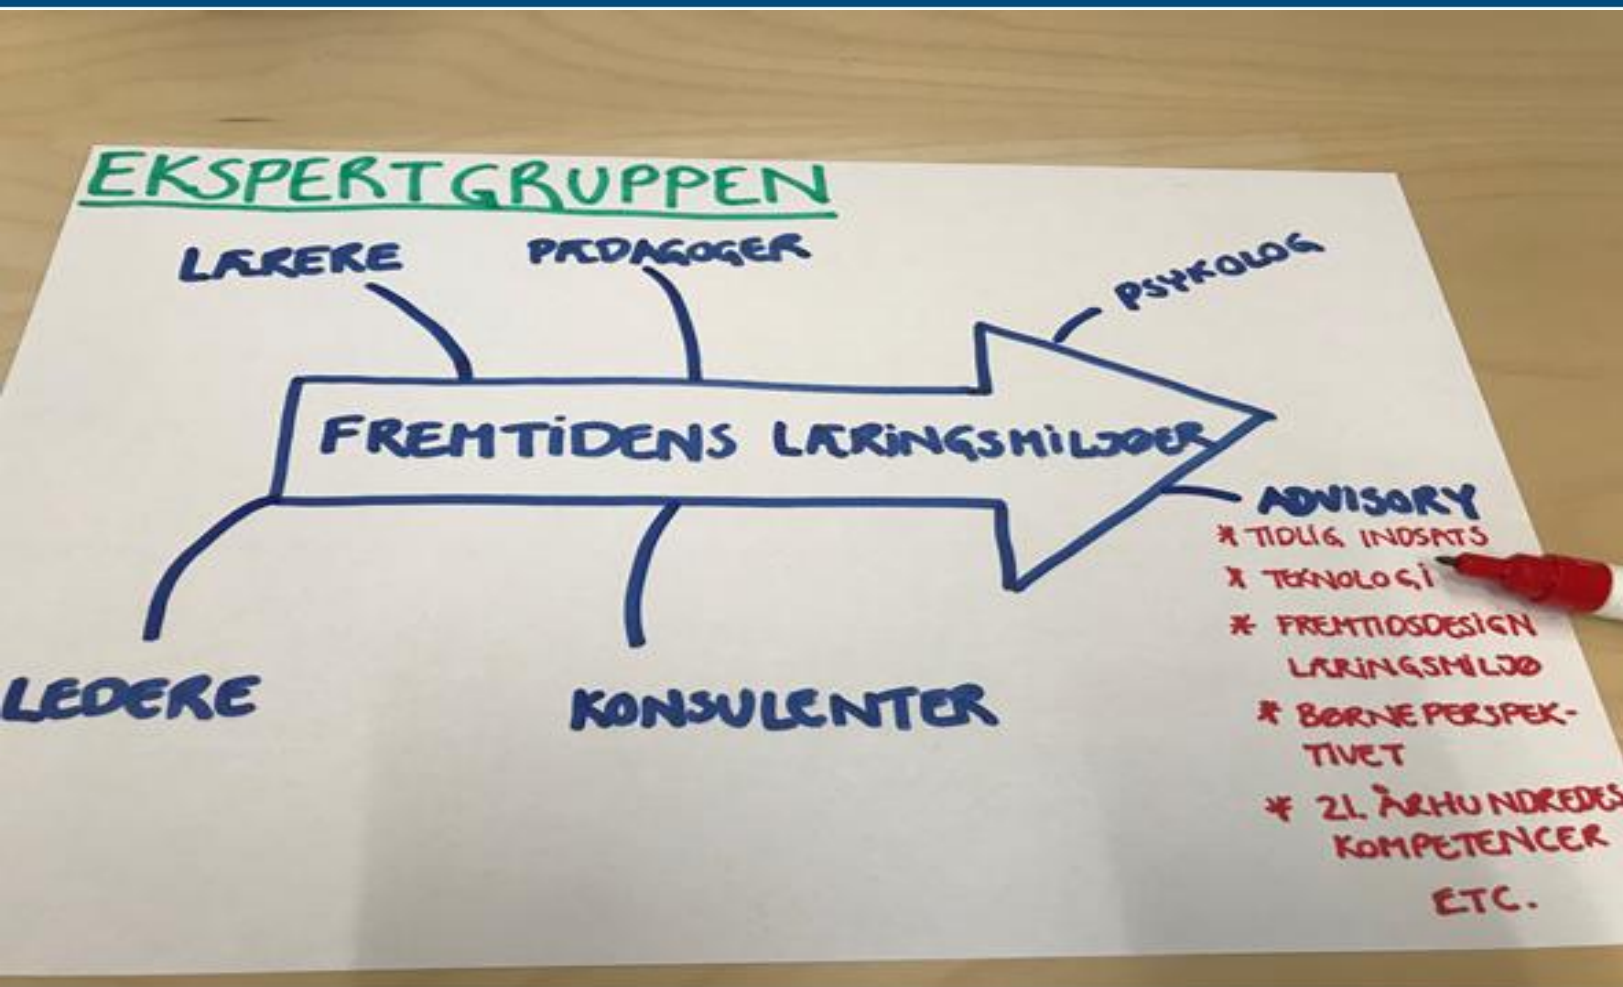 EKSPERTGRUPPEN
LÆRERE
PÆDAGOGER
PSYKOLOG
FREMTiDENS LÆRiNGSMiLJØER
ADVISORY
* TIDLIG INDSATS
* TEKNOLOGi
* FREMTIDSDESIGN
LÆRiNGSMiLJØ
* BØRNEPERSPEK-
TIVET
* 21. ÅRHUNDREDES
KOMPETENCER
ETC.
LEDERE
KONSULENTER